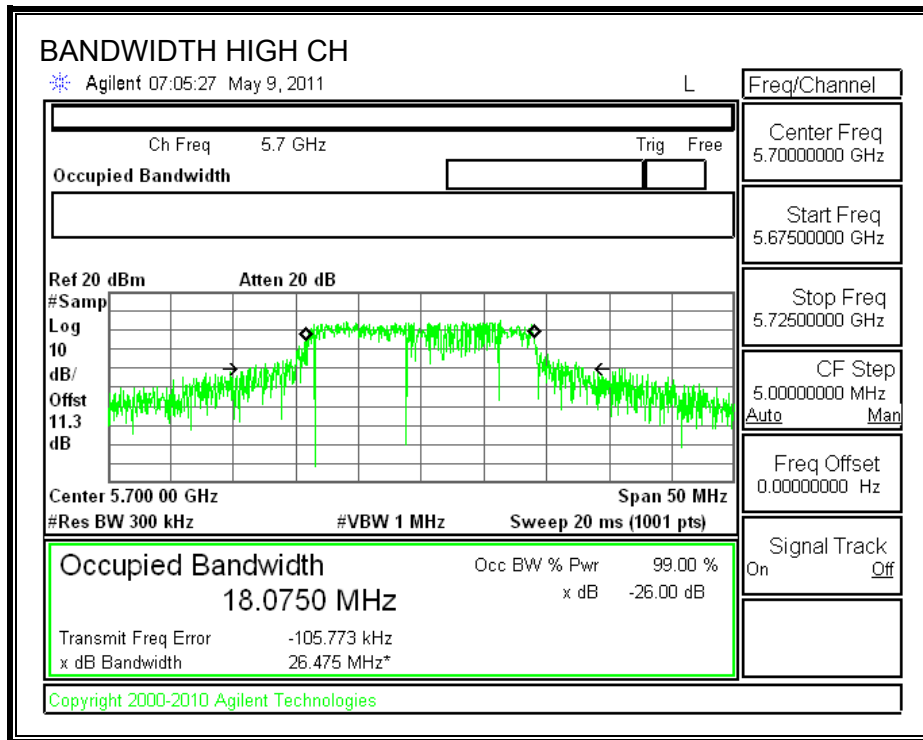 BANDWIDTH HIGH CH
Agilent 07:05:27 May 9, 2011 L
Freq/Channel
Ch Freq 5.7 GHz Trig Free
Occupied Bandwidth
Center Freq
5.70000000 GHz
Start Freq
5.67500000 GHz
Stop Freq
5.72500000 GHz
CF Step
5.00000000 MHz
Auto Man
Freq Offset
0.00000000 Hz
Signal Track
On Off
Ref 20 dBm Atten 20 dB
#Samp
Log
10
dB/
Offst
11.3
dB
Center 5.700 00 GHz Span 50 MHz
#Res BW 300 kHz #VBW 1 MHz Sweep 20 ms (1001 pts)
Occupied Bandwidth Occ BW % Pwr 99.00 %
18.0750 MHz x dB -26.00 dB
Transmit Freq Error -105.773 kHz
x dB Bandwidth 26.475 MHz*
Copyright 2000-2010 Agilent Technologies